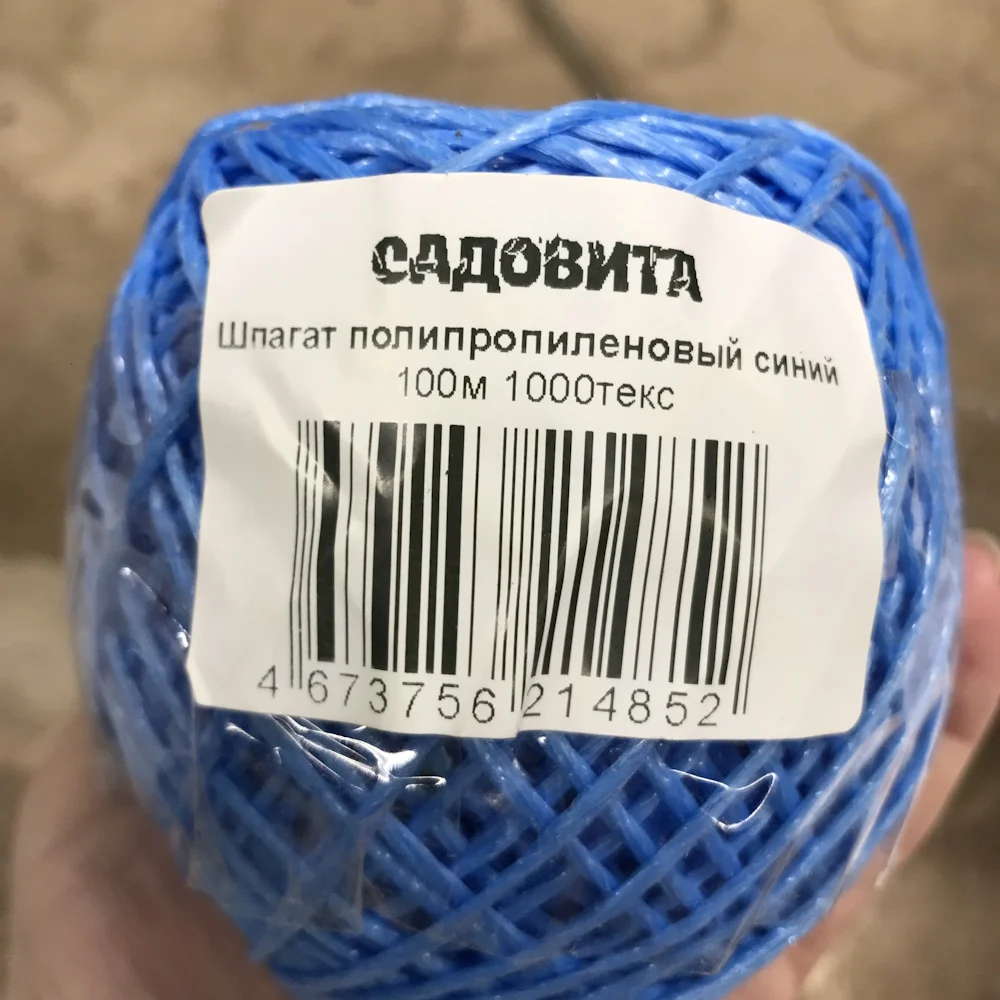 САДОВИТА
Шпагат полипропиленовый синий
100м 1000текс
4 673756 214852